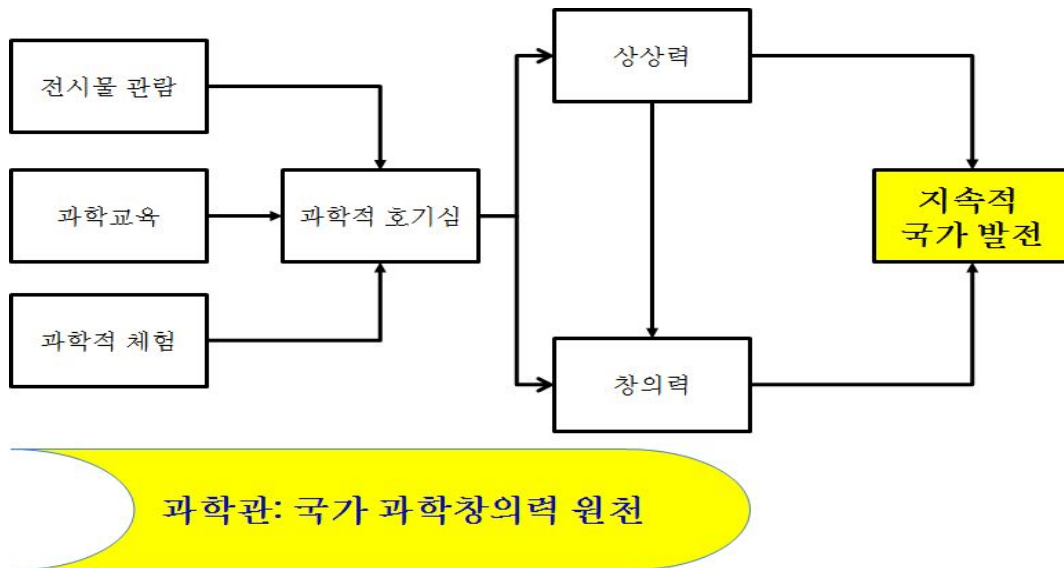 전시물 관람
과학교육
과학적 체험
과학적 호기심
상상력
창의력
지속적
국가 발전
과학관: 국가 과학창의력 원천